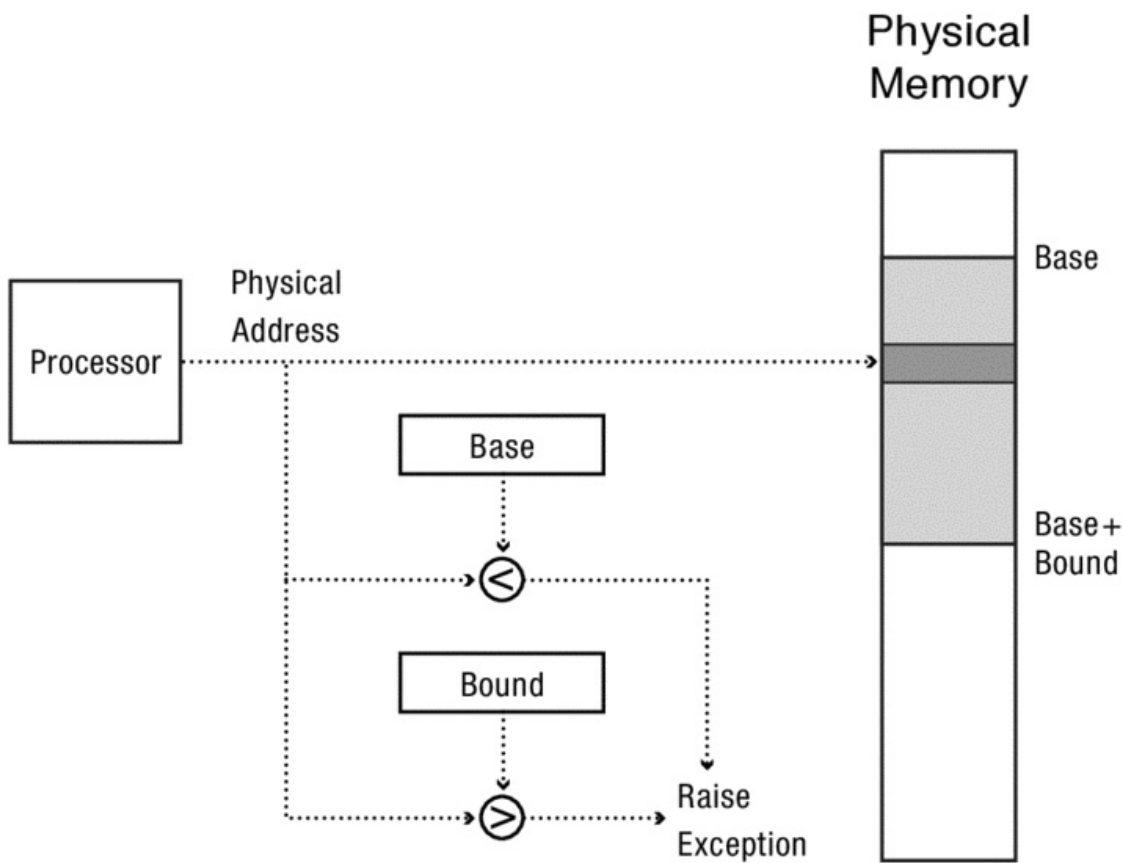 Physical
Memory
Base
Physical
Address
Processor
Base
<
Base+
Bound
Bound
>
Raise
Exception